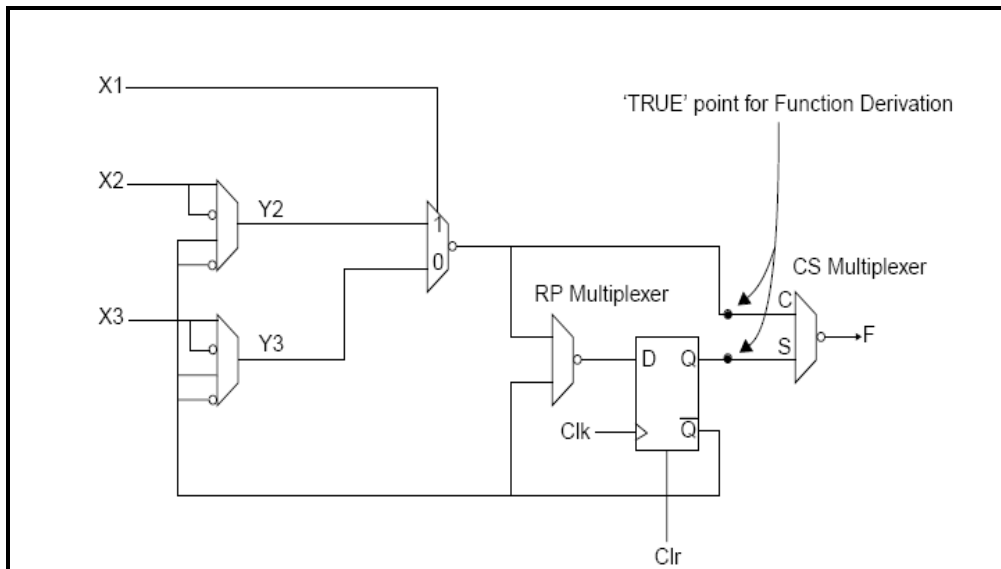 X1
'TRUE' point for Function Derivation
X2
Y2
1
0
CS Multiplexer
RP Multiplexer
C
F
X3
Y3
S
D Q
Clk
Q̅
Clr